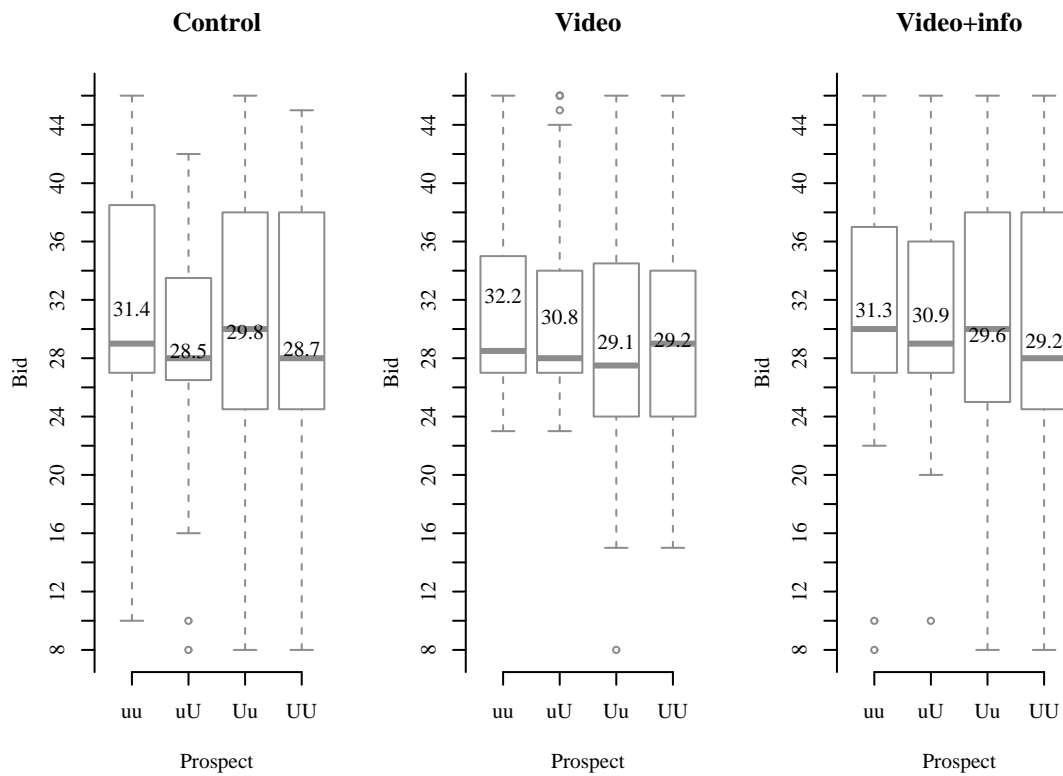 Control
Video
Video+info
Bid
44
40
36
32
28
24
20
16
12
8
31.4
28.5
29.8
28.7
uu
uU
Uu
UU
Prospect
Bid
44
40
36
32
28
24
20
16
12
8
32.2
30.8
29.1
29.2
uu
uU
Uu
UU
Prospect
Bid
44
40
36
32
28
24
20
16
12
8
31.3
30.9
29.6
29.2
uu
uU
Uu
UU
Prospect